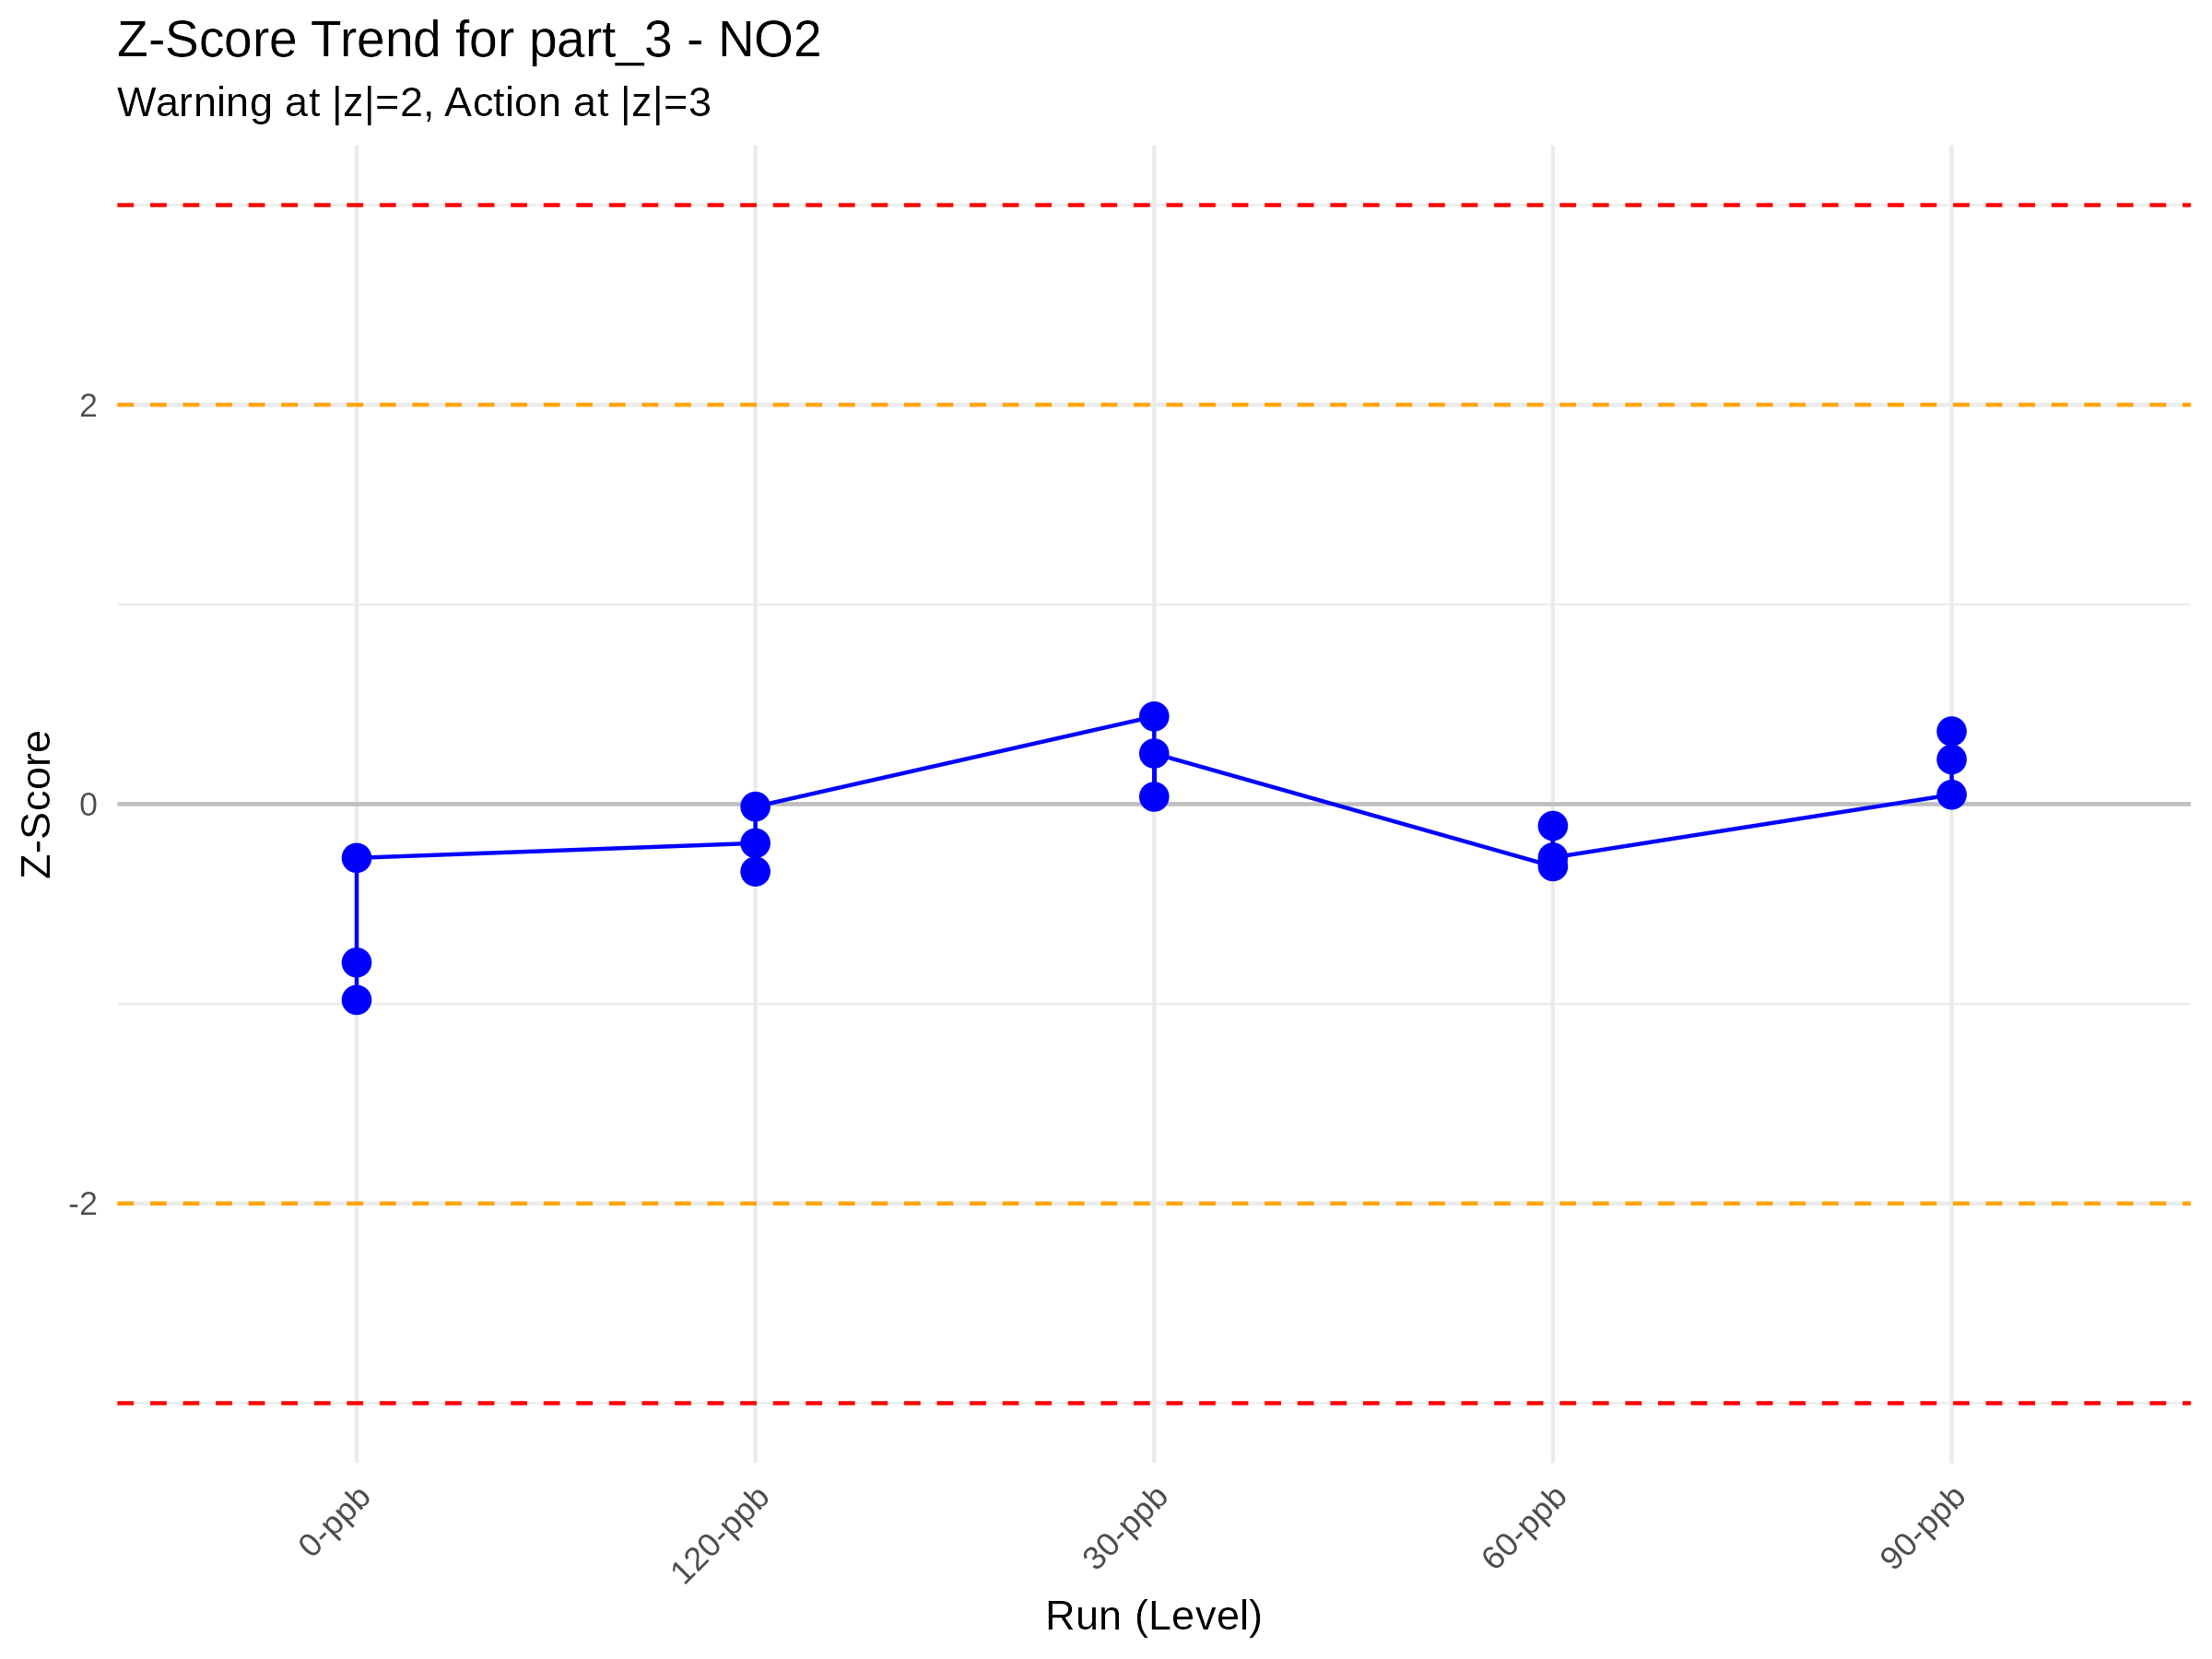 Z-Score Trend for part_3 - NO2
Warning at |z|=2, Action at |z|=3
Z-Score
2
0
-2
0-ppb
120-ppb
30-ppb
60-ppb
90-ppb
Run (Level)